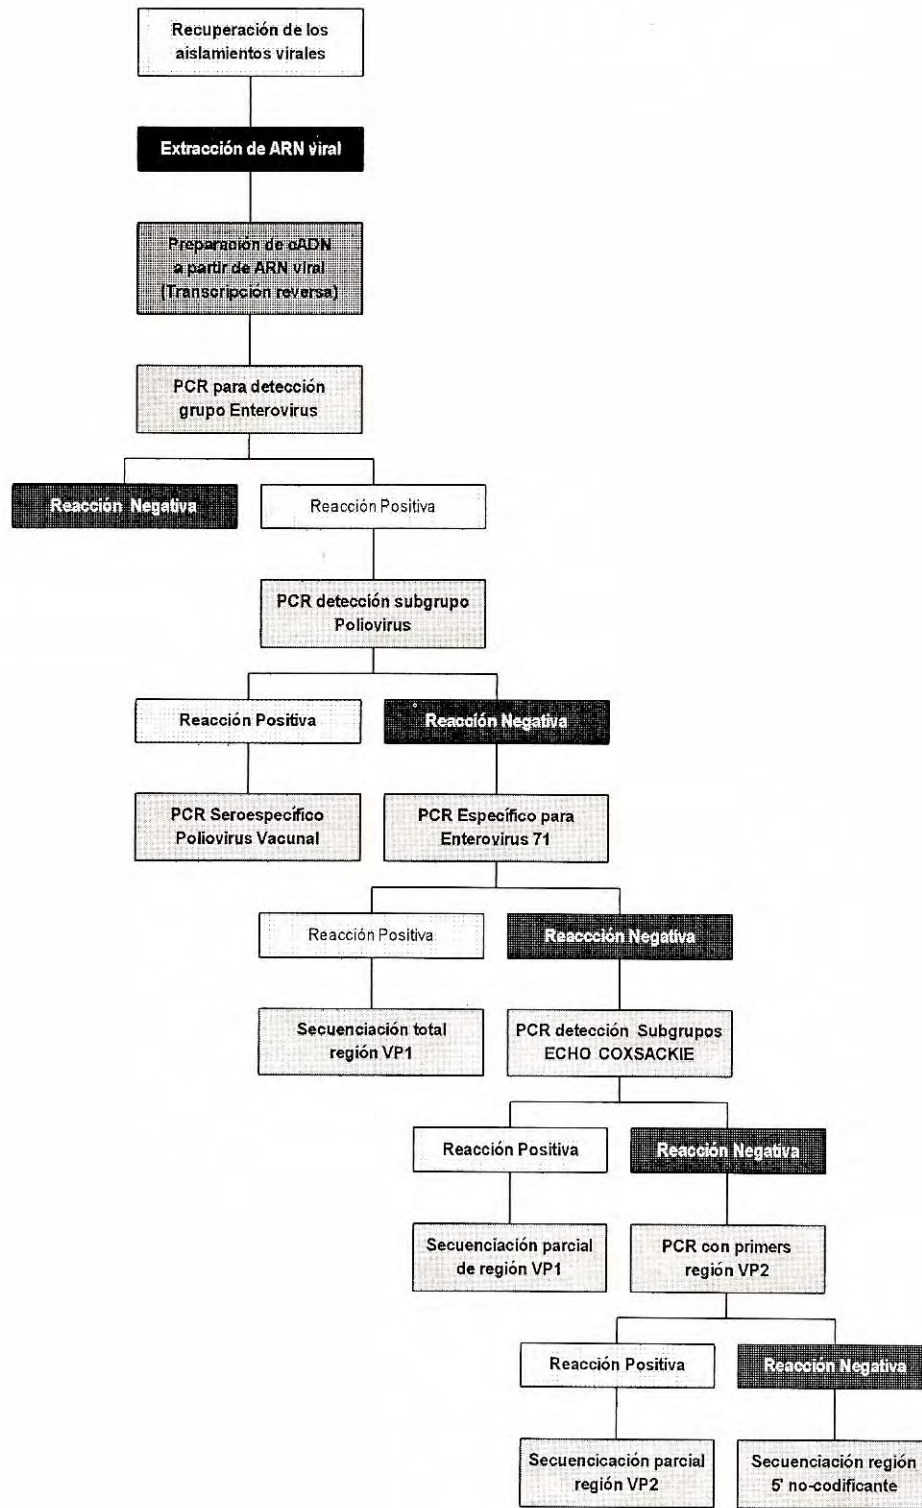 Recuperación de los
aislamientos virales
Extracción de ARN viral
Preparación de cADN
a partir de ARN viral
(Transcripción reversa)
PCR para detección
grupo Enterovirus
Reacción Negativa
Reacción Positiva
PCR detección subgrupo
Poliovirus
Reacción Positiva
Reacción Negativa
PCR Seroespecífico
Poliovirus Vacunal
PCR Específico para
Enterovirus 71
Reacción Positiva
Reaccción Negativa
Secuenciación total
región VP1
PCR detección Subgrupos
ECHO COXSACKIE
Reacción Positiva
Reacción Negativa
Secuenciación parcial
de región VP1
PCR con primers
región VP2
Reacción Positiva
Reacción Negativa
Secuencicación parcial
región VP2
Secuenciación región
5' no-codificante